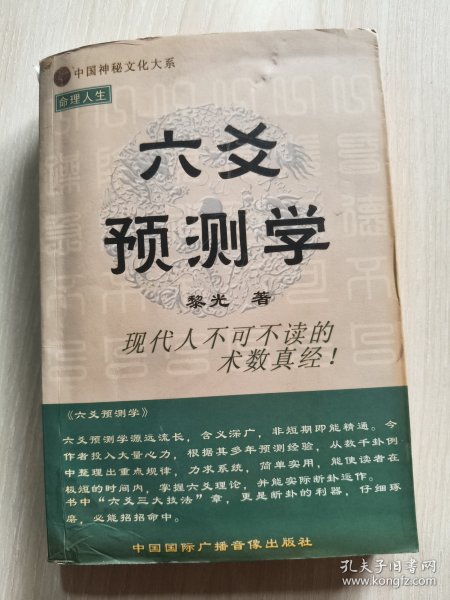 中国神秘文化大系
命理人生
六爻
预测学
黎光 著
现代人不可不读的
术数真经！
《六爻预测学》
六爻预测学源远流长，含义深广，非短期即能精通。今
作者投入大量心力，根据其多年预测经验，从数千卦例
中整理出重点规律，力求系统，简单实用，能使读者在
极短的时间内，掌握六爻理论，并能实际断卦运作。
书中“六爻三大技法”章，更是断卦的利器，仔细琢
磨，必能招招命中。
中国国际广播音像出版社
孔夫子旧书网
www.kongfz.com